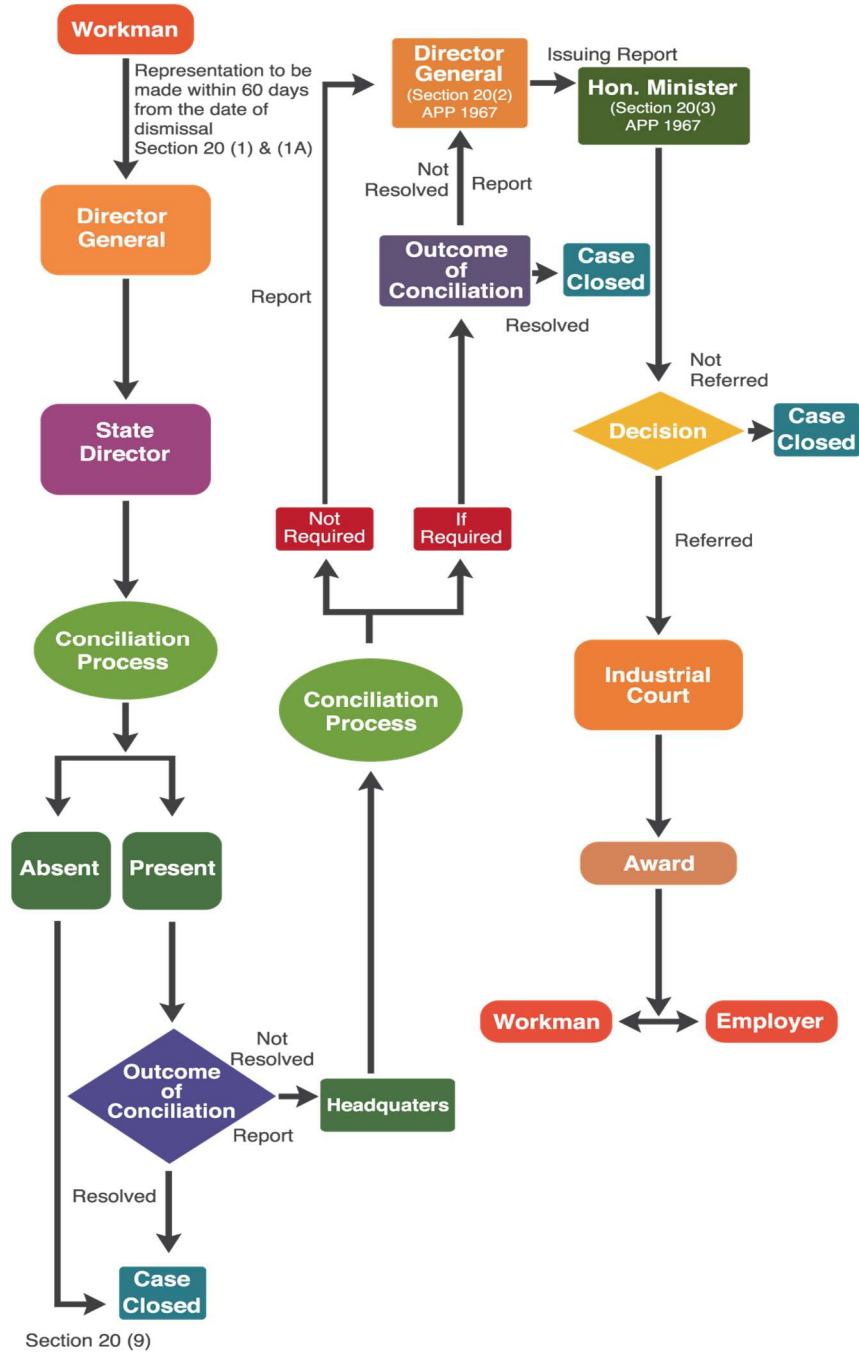 Workman
Representation to be
made within 60 days
from the date of
dismissal
Section 20 (1) & (1A)
Director
General
State
Director
Conciliation
Process
Absent
Present
Outcome
of
Conciliation
Not
Resolved
Report
Headquaters
Resolved
Case
Closed
Section 20 (9)
Conciliation
Process
Not
Required
If
Required
Report
Outcome
of
Conciliation
Resolved
Case
Closed
Not
Resolved
Report
Director
General
(Section 20(2)
APP 1967
Issuing Report
Hon. Minister
(Section 20(3)
APP 1967
Decision
Not
Referred
Case
Closed
Referred
Industrial
Court
Award
Workman
Employer